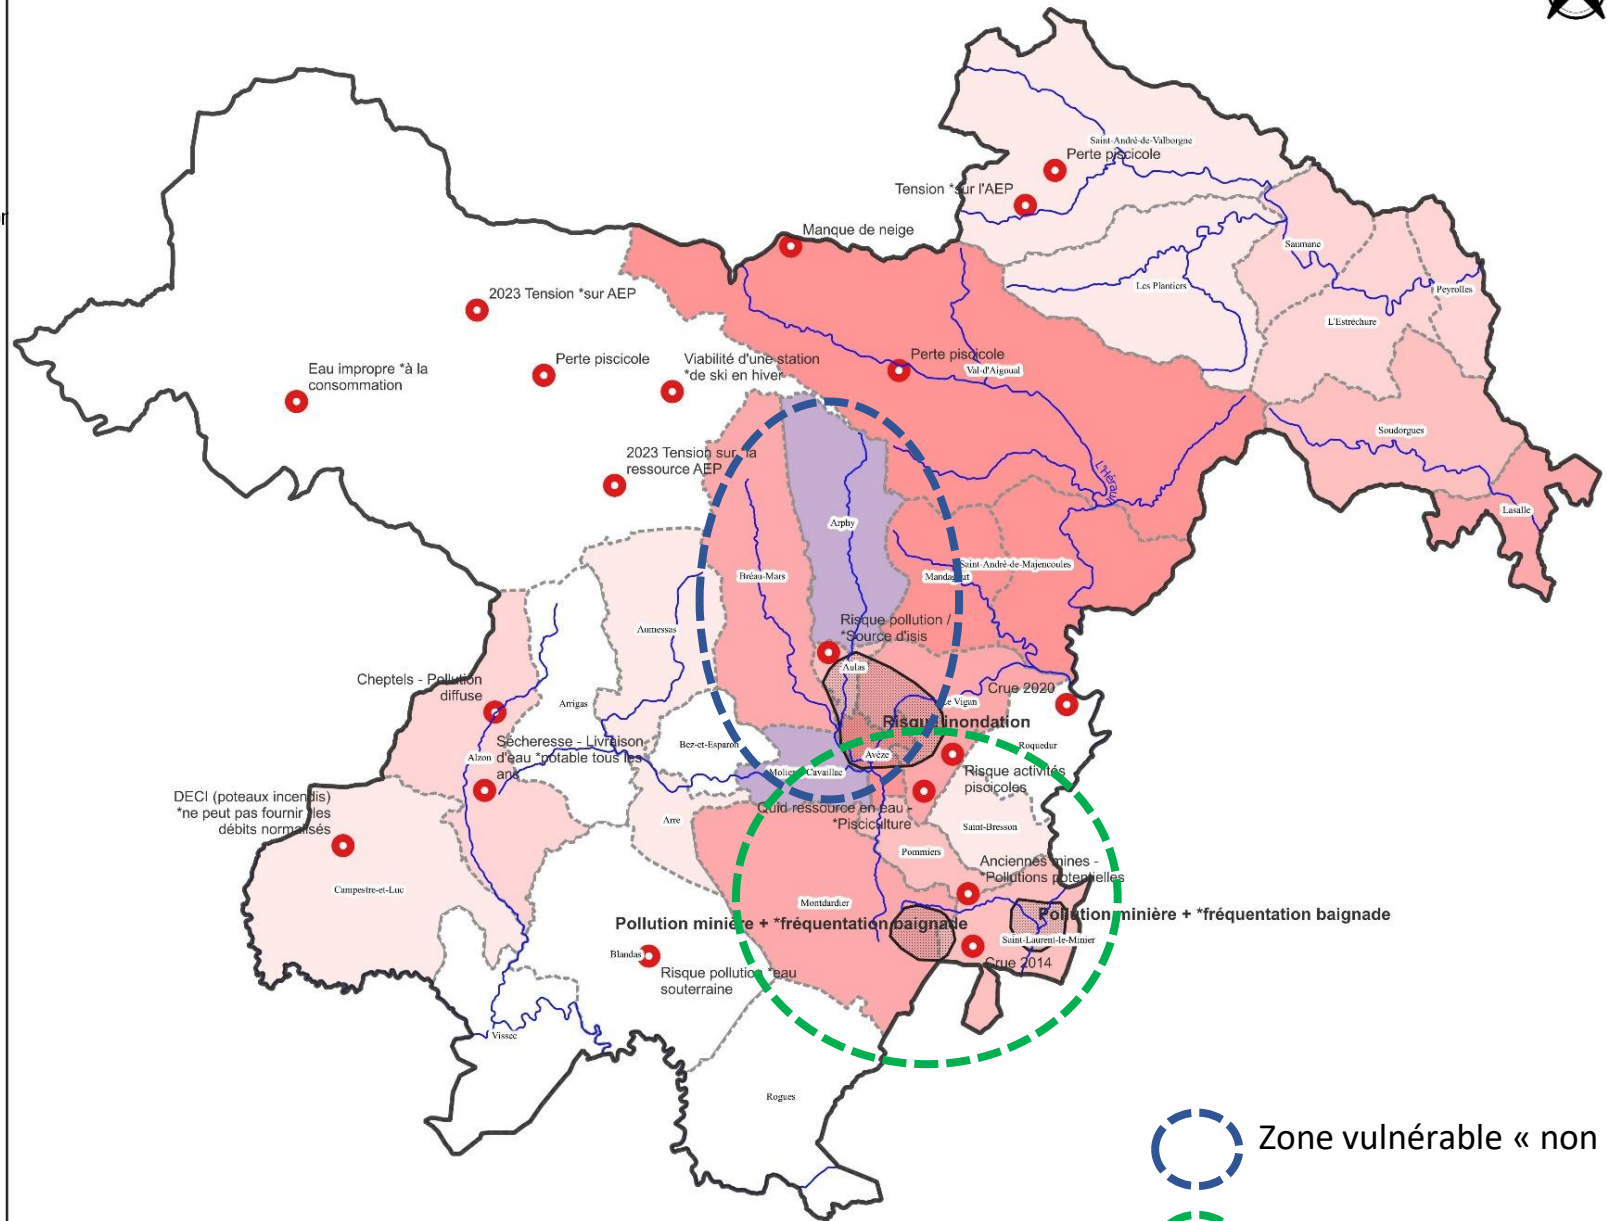 Saint-André-de-Valborgne
Perte piscicole
Tension *sur l'AEP
Manque de neige
Saumane
Les Plantiers
Peyrolles
L'Estréchure
2023 Tension *sur AEP
Perte piscicole
Viabilité d'une station
*de ski en hiver
Perte piscicole
Val-d'Aigoual
Eau impropre *à la
consommation
Soudorgues
2023 Tension sur *la
ressource AEP
L'Hérault
Lasalle
Arphy
Bréau-Mars
Mandagout
Saint-André-de-Majencoules
Aumessas
Risque pollution /
*Source d'isis
Aulas
Cheptels - Pollution
diffuse
Arrigas
Crue 2020
Le Vigan
Risque inondation
Bez-et-Esparon
Roquedur
Sécheresse - Livraison
d'eau *potable tous les
ans
Alzon
Avèze
Molières-Cavaillac
Risque activités
piscicoles
DECI (poteaux incendis)
*ne peut pas fournir les
débits normalisés
Quid ressource en eau -
*Pisciculture
Arre
Saint-Bresson
Pommiers
Anciennes mines -
*Pollutions potentielles
Campestre-et-Luc
Montdardier
Pollution minière + *fréquentation baignade
Pollution minière + *fréquentation baignade
Saint-Laurent-le-Minier
Crue 2014
Blandas
Risque pollution *eau
souterraine
Vissec
Rogues
Zone vulnérable « non